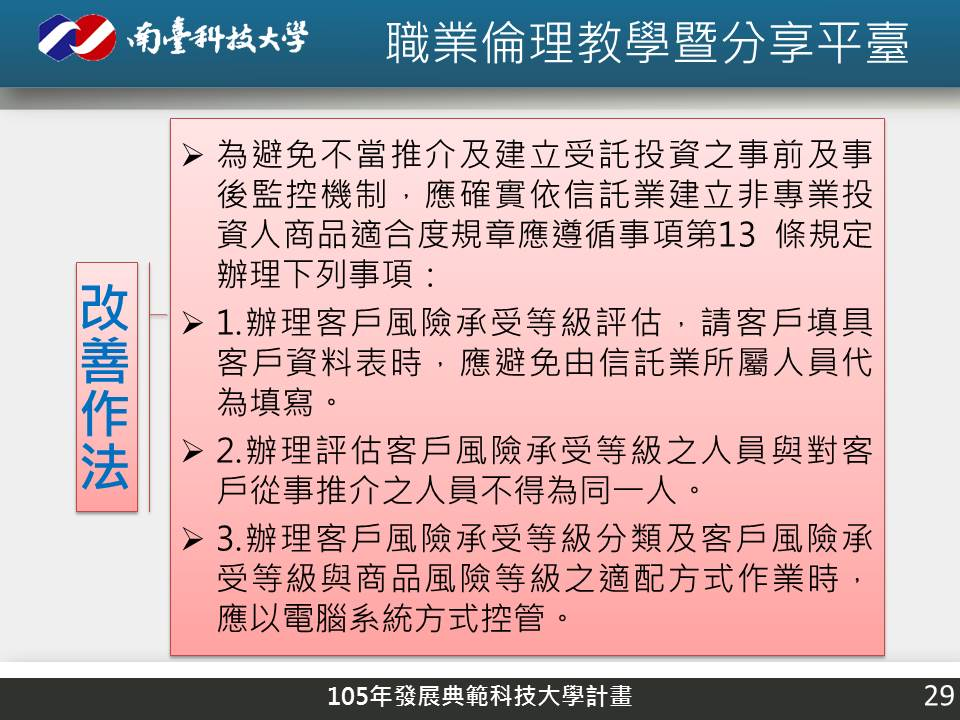 南臺科技大學
職業倫理教學暨分享平臺
改善作法
➢ 為避免不當推介及建立受託投資之事前及事
後監控機制，應確實依信託業建立非專業投
資人商品適合度規章應遵循事項第13 條規定
辦理下列事項：
➢ 1.辦理客戶風險承受等級評估，請客戶填具
客戶資料表時，應避免由信託業所屬人員代
為填寫。
➢ 2.辦理評估客戶風險承受等級之人員與對客
戶從事推介之人員不得為同一人。
➢ 3.辦理客戶風險承受等級分類及客戶風險承
受等級與商品風險等級之適配方式作業時，
應以電腦系統方式控管。
105年發展典範科技大學計畫
29